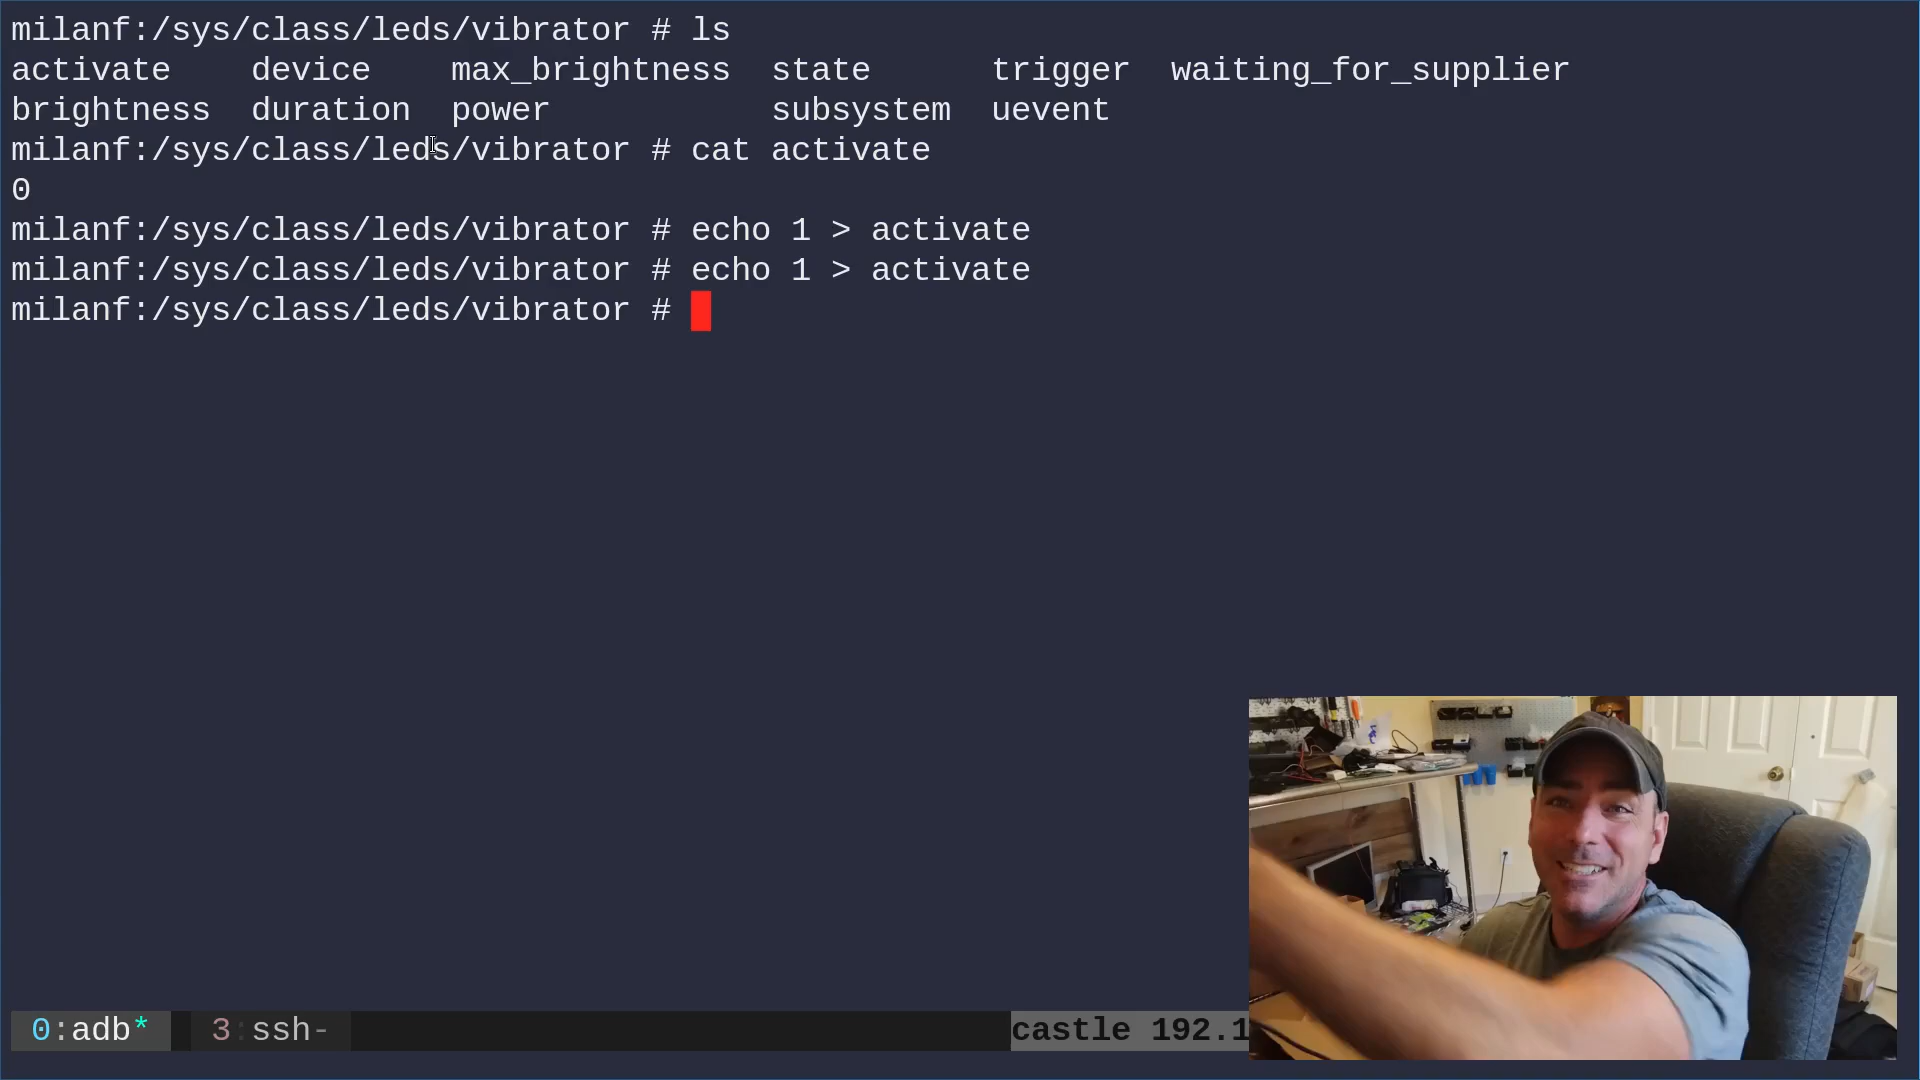 milanf:/sys/class/leds/vibrator # ls
activate    device    max_brightness  state      trigger  waiting_for_supplier
brightness  duration  power           subsystem  uevent
milanf:/sys/class/leds/vibrator # cat activate
0
milanf:/sys/class/leds/vibrator # echo 1 > activate
milanf:/sys/class/leds/vibrator # echo 1 > activate
milanf:/sys/class/leds/vibrator #
0:adb* 3:ssh- castle 192.1